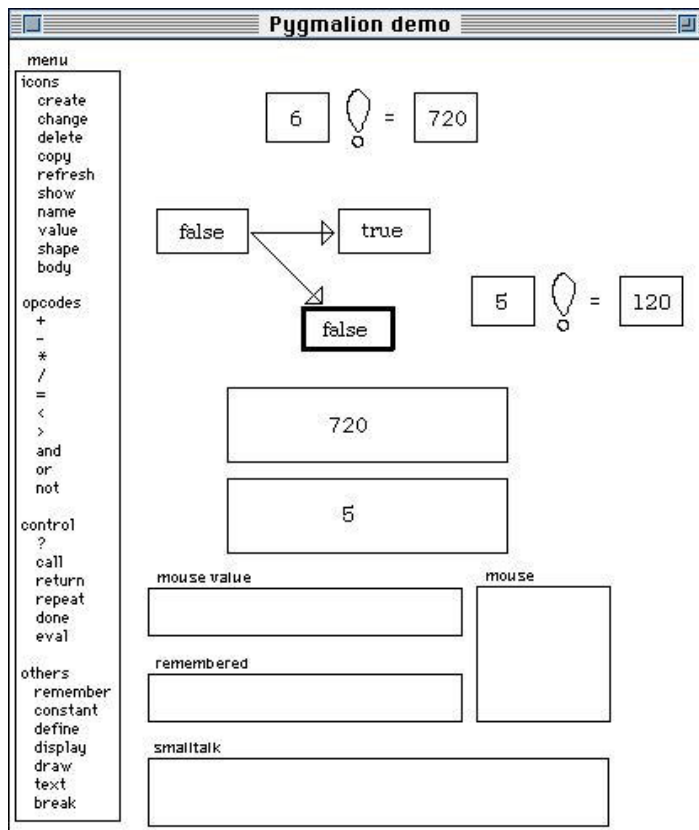 Pygmalion demo
menu
icons
create
change
delete
copy
refresh
show
name
value
shape
body
opcodes
+
-
*
/
=
<
>
and
or
not
control
?
call
return
repeat
done
eval
others
remember
constant
define
display
draw
text
break
6 ! = 720
false
true
false
5 ! = 120
720
5
mouse value
mouse
remembered
smalltalk